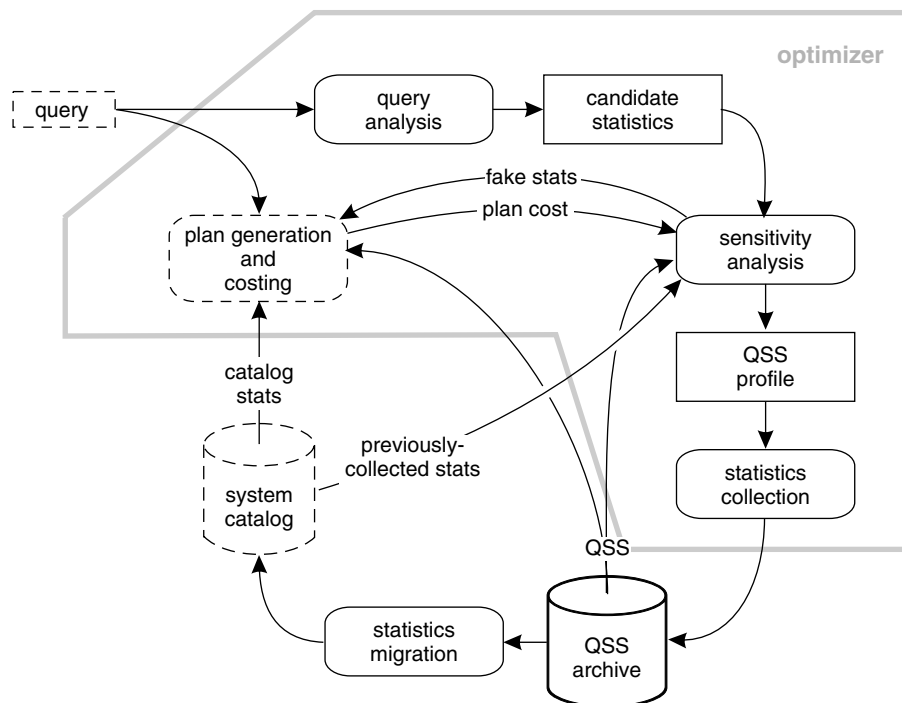 optimizer
query
query
analysis
candidate
statistics
fake stats
plan cost
plan generation
and
costing
sensitivity
analysis
catalog
stats
QSS
profile
previously-
collected stats
system
catalog
statistics
collection
QSS
statistics
migration
QSS
archive